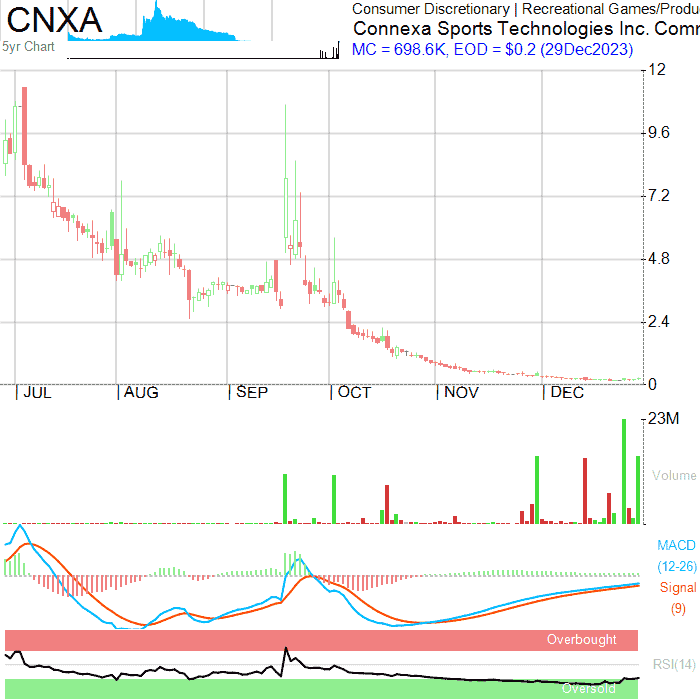 CNXA
5yr Chart
Consumer Discretionary | Recreational Games/Produ
Connexa Sports Technologies Inc. Comr
MC = 698.6K, EOD = $0.2 (29Dec2023)
12
9.6
7.2
4.8
2.4
0
JUL AUG SEP OCT NOV DEC
23M
Volume
MACD
(12-26)
Signal
(9)
Overbought
RSI(14)
Oversold